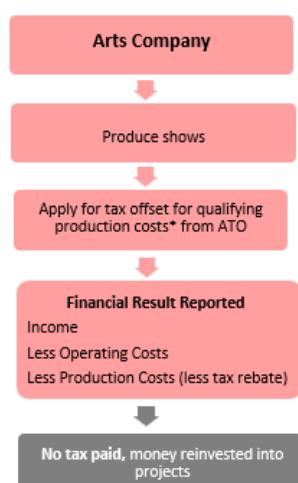 Arts Company
Produce shows
Apply for tax offset for qualifying
production costs* from ATO
Financial Result Reported
Income
Less Operating Costs
Less Production Costs (less tax rebate)
No tax paid, money reinvested into
projects